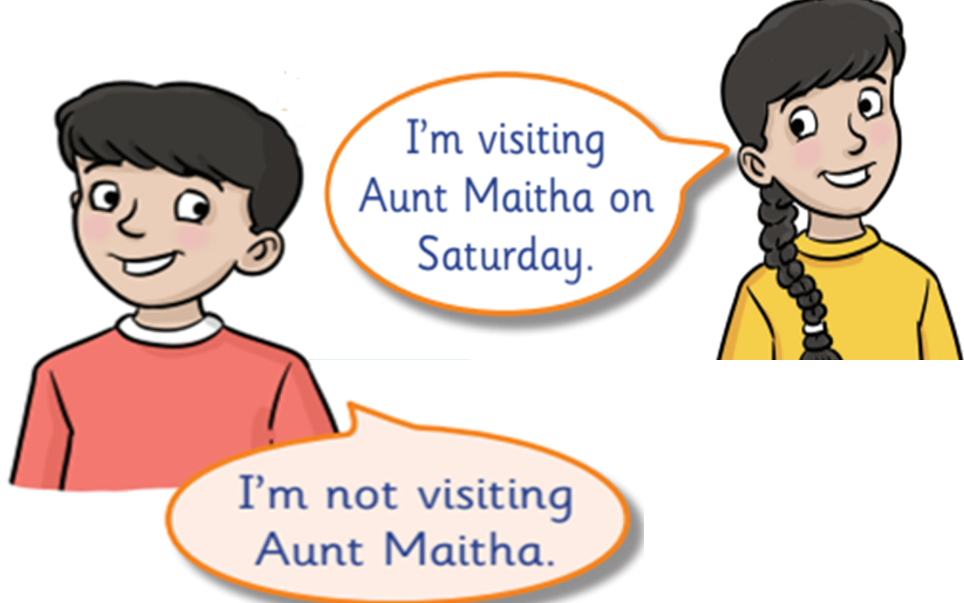 I'm visiting
Aunt Maitha on
Saturday.
I'm not visiting
Aunt Maitha.